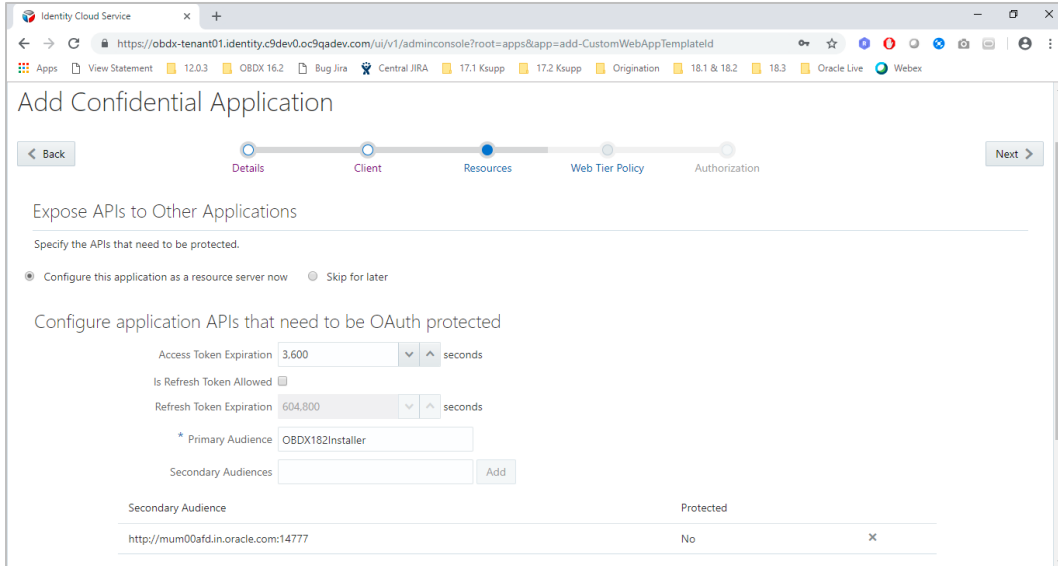 Identity Cloud Service
https://obdx-tenant01.identity.c9dev0.oc9qadev.com/ui/v1/adminconsole?root=apps&app=add-CustomWebAppTemplateId
Apps View Statement 12.0.3 OBDX 16.2 Bug Jira Central JIRA 17.1 Ksupp 17.2 Ksupp Origination 18.1 & 18.2 18.3 Oracle Live Webex
Add Confidential Application
Back
Next
Details Client Resources Web Tier Policy Authorization
Expose APIs to Other Applications
Specify the APIs that need to be protected.
Configure this application as a resource server now Skip for later
Configure application APIs that need to be OAuth protected
Access Token Expiration 3,600 seconds
Is Refresh Token Allowed
Refresh Token Expiration 604,800 seconds
* Primary Audience OBDX182Installer
Secondary Audiences Add
Secondary Audience Protected
http://mum00afd.in.oracle.com:14777 No